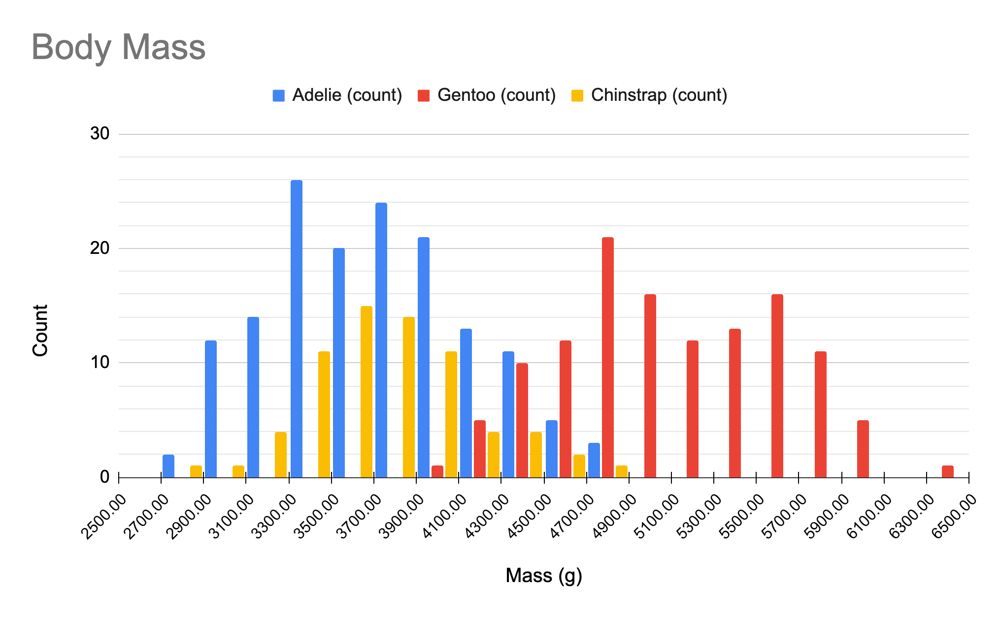 Body Mass
Adelie (count) Gentoo (count) Chinstrap (count)
30
20
10
0
Count
2500.00 2700.00 2900.00 3100.00 3300.00 3500.00 3700.00 3900.00 4100.00 4300.00 4500.00 4700.00 4900.00 5100.00 5300.00 5500.00 5700.00 5900.00 6100.00 6300.00 6500.00
Mass (g)